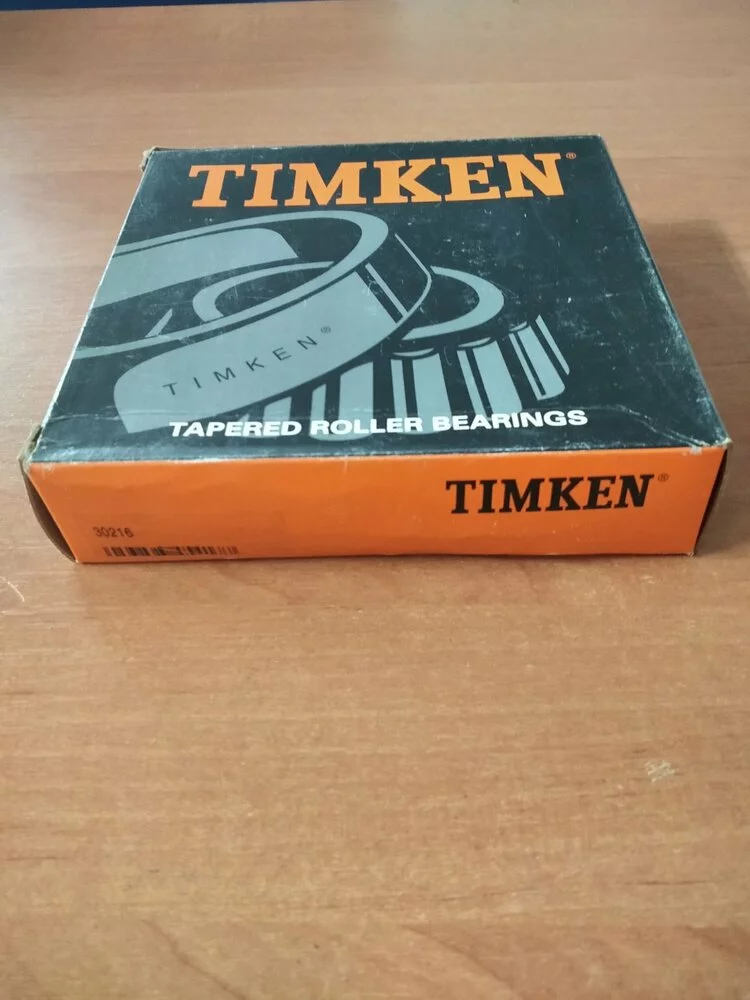 TIMKEN®
TIMKEN®
TAPERED ROLLER BEARINGS
TIMKEN®
30216